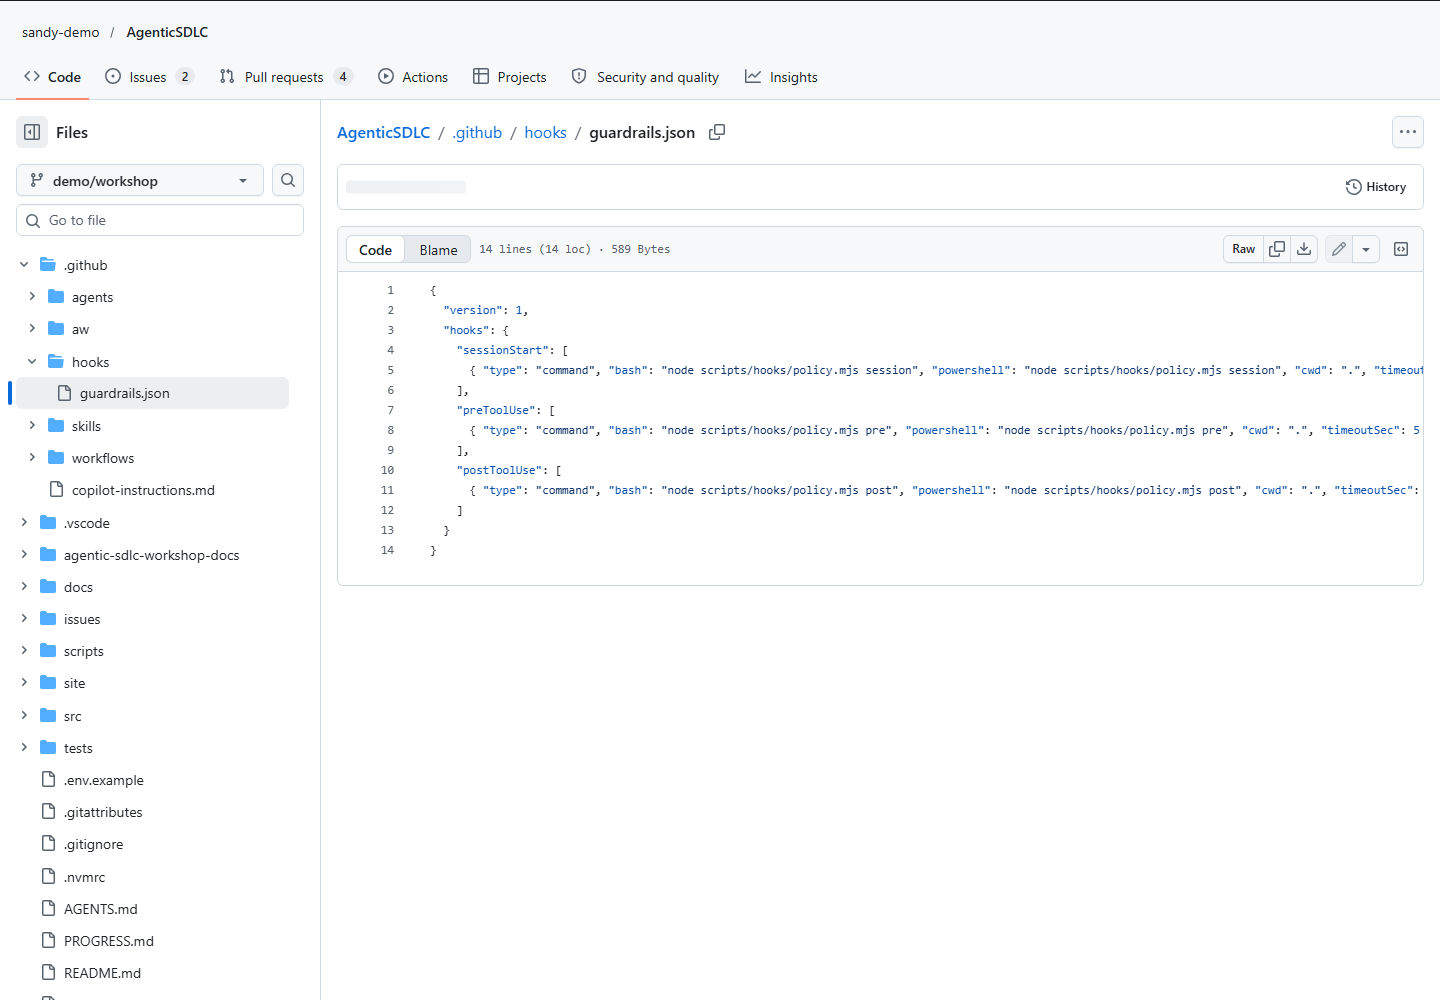 sandy-demo / AgenticSDLC
Code Issues 2 Pull requests 4 Actions Projects Security and quality Insights
Files
demo/workshop
Go to file
.github
agents
aw
hooks
guardrails.json
skills
workflows
copilot-instructions.md
.vscode
agentic-sdlc-workshop-docs
docs
issues
scripts
site
src
tests
.env.example
.gitattributes
.gitignore
.nvmrc
AGENTS.md
PROGRESS.md
README.md
AgenticSDLC / .github / hooks / guardrails.json
History
Code Blame 14 lines (14 loc) · 589 Bytes Raw
1 {
2 "version": 1,
3 "hooks": {
4 "sessionStart": [
5 { "type": "command", "bash": "node scripts/hooks/policy.mjs session", "powershell": "node scripts/hooks/policy.mjs session", "cwd": ".", "timeout
6 ],
7 "preToolUse": [
8 { "type": "command", "bash": "node scripts/hooks/policy.mjs pre", "powershell": "node scripts/hooks/policy.mjs pre", "cwd": ".", "timeoutSec": 5
9 ],
10 "postToolUse": [
11 { "type": "command", "bash": "node scripts/hooks/policy.mjs post", "powershell": "node scripts/hooks/policy.mjs post", "cwd": ".", "timeoutSec":
12 ]
13 }
14 }